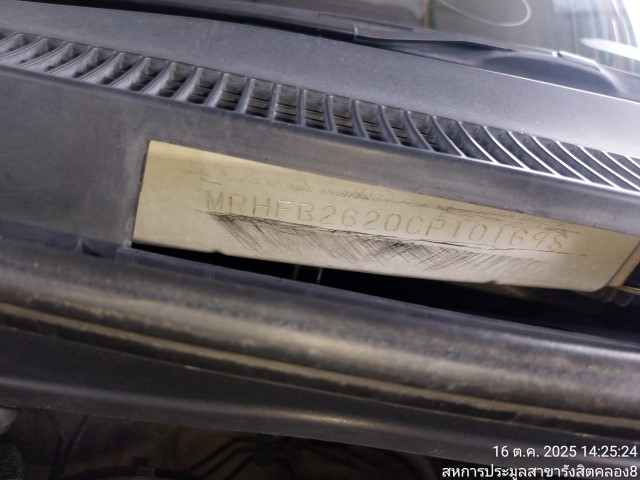 MRHFB2620CP101698
16 ต.ค. 2025 14:25:24
สหการประมูลสาขารังสิตคลอง8